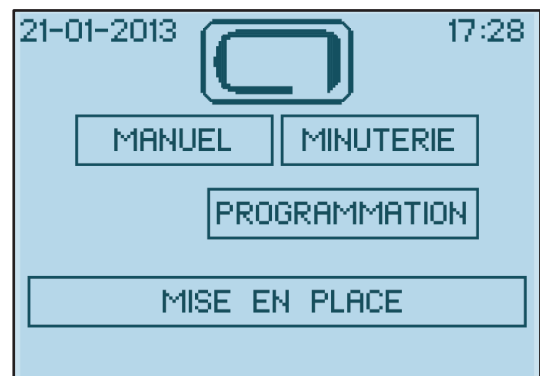 21-01-2013 17:28
MANUEL MINUTERIE
PROGRAMMATION
MISE EN PLACE